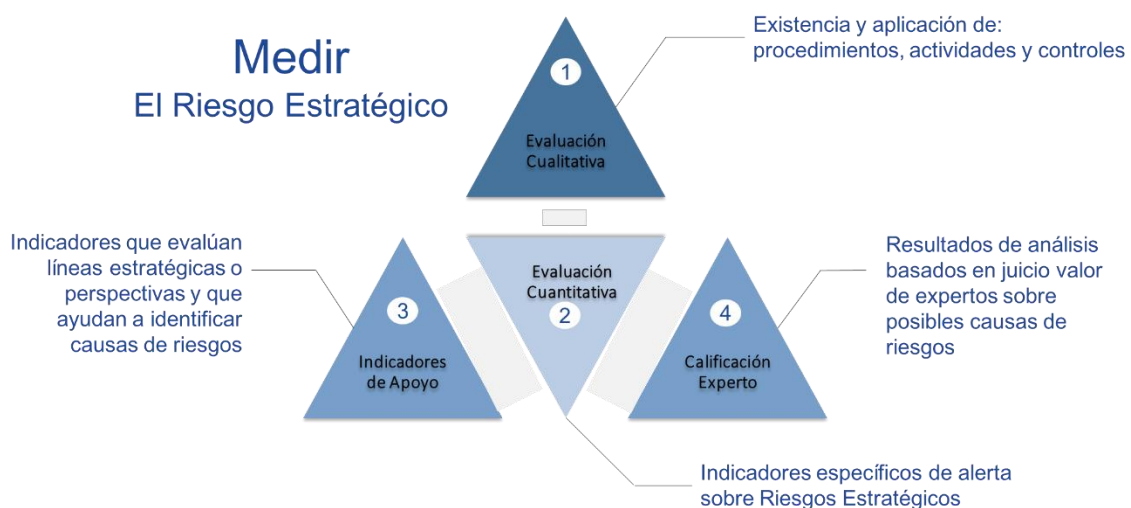 Medir
El Riesgo Estratégico
Existencia y aplicación de:
procedimientos, actividades y controles
1
Evaluación
Cualitativa
Indicadores que evalúan
líneas estratégicas o
perspectivas y que
ayudan a identificar
causas de riesgos
3
Indicadores
de Apoyo
Evaluación
Cuantitativa
2
4
Calificación
Experto
Resultados de análisis
basados en juicio valor
de expertos sobre
posibles causas de
riesgos
Indicadores específicos de alerta
sobre Riesgos Estratégicos